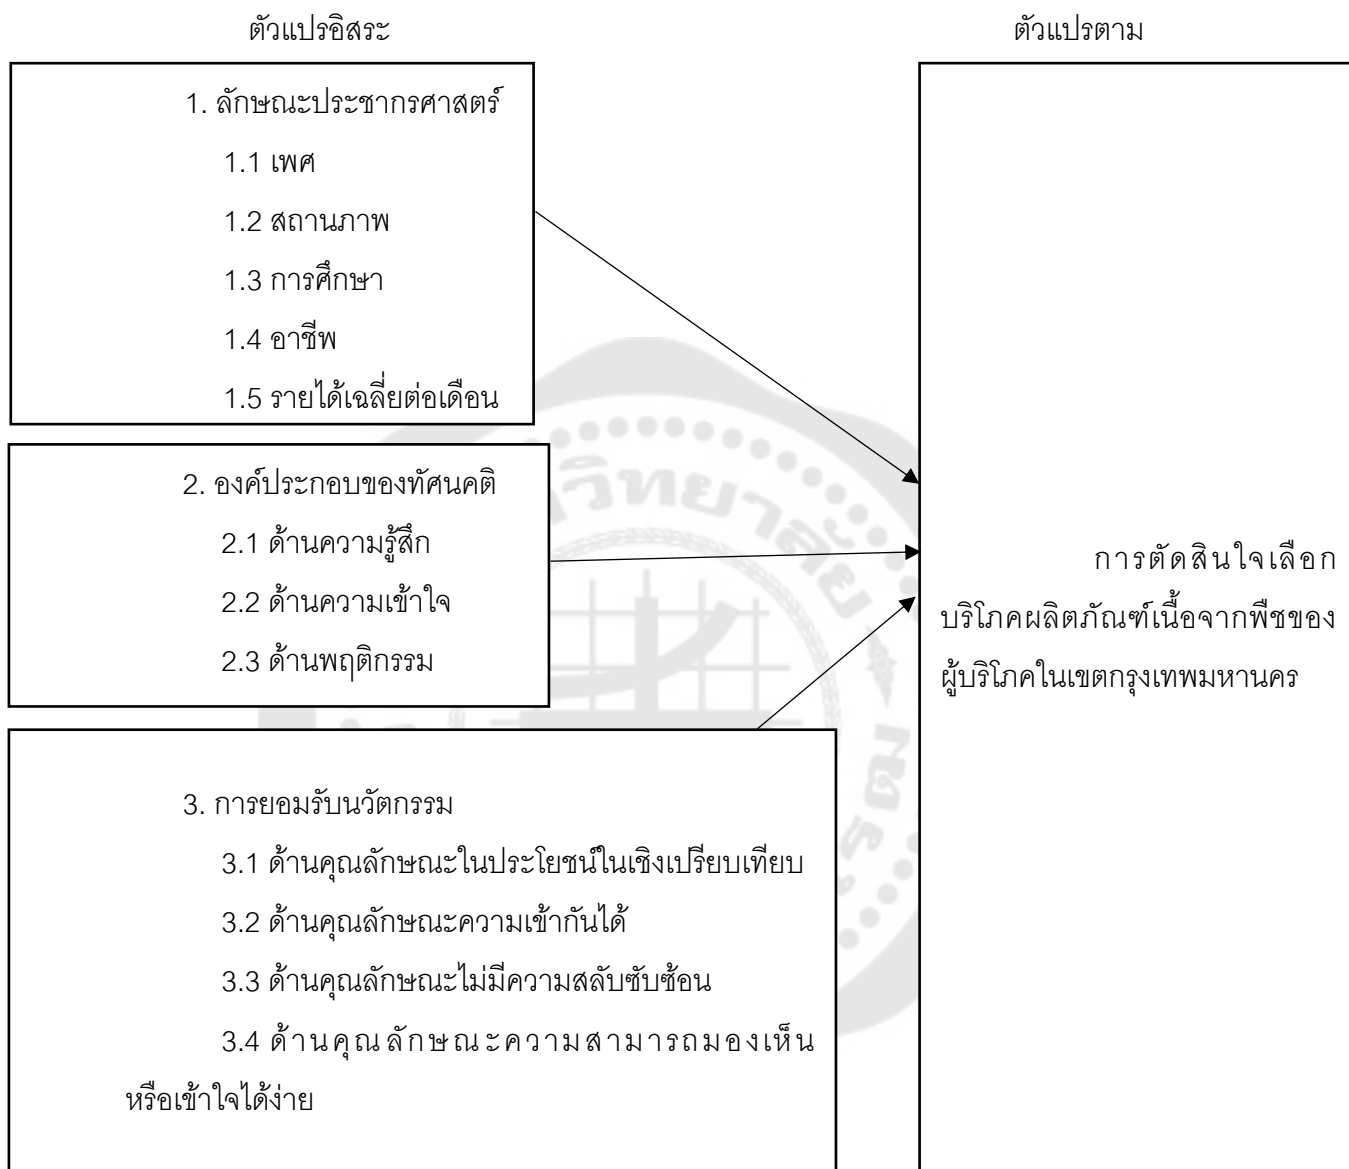 ตัวแปรอิสระ
ตัวแปรตาม
1. ลักษณะประชากรศาสตร์
1.1 เพศ
1.2 สถานภาพ
1.3 การศึกษา
1.4 อาชีพ
1.5 รายได้เฉลี่ยต่อเดือน
2. องค์ประกอบของทัศนคติ
2.1 ด้านความรู้สึก
2.2 ด้านความเข้าใจ
2.3 ด้านพฤติกรรม
3. การยอมรับนวัตกรรม
3.1 ด้านคุณลักษณะในประโยชน์ในเชิงเปรียบเทียบ
3.2 ด้านคุณลักษณะความเข้ากันได้
3.3 ด้านคุณลักษณะไม่มีความสลับซับซ้อน
3.4 ด้านคุณลักษณะความสามารถมองเห็น
หรือเข้าใจได้ง่าย
การตัดสินใจเลือก
บริโภคผลิตภัณฑ์เนื้อจากพืชของ
ผู้บริโภคในเขตกรุงเทพมหานคร